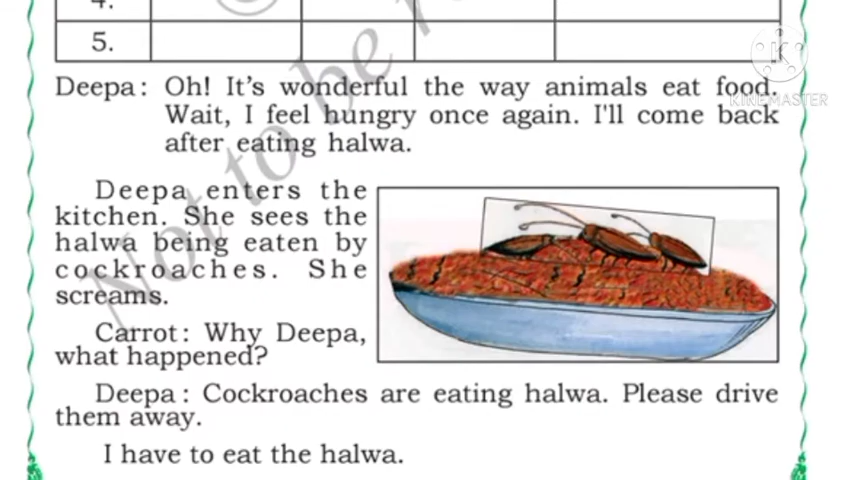 4.
5.
KINEMASTER
Deepa : Oh! It's wonderful the way animals eat food.
Wait, I feel hungry once again. I'll come back
after eating halwa.
Deepa enters the
kitchen. She sees the
halwa being eaten by
cockroaches. She
screams.
Carrot : Why Deepa,
what happened?
Deepa : Cockroaches are eating halwa. Please drive
them away.
I have to eat the halwa.
Not to be